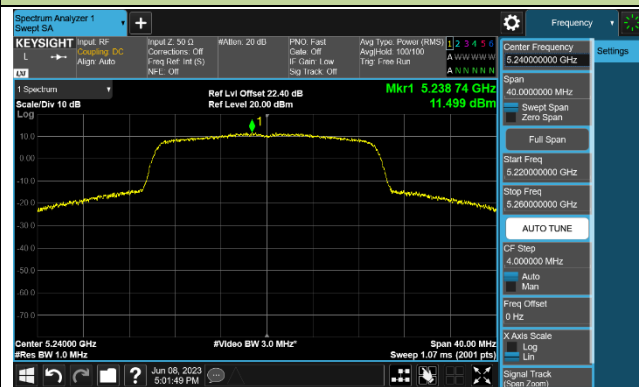 Spectrum Analyzer 1
Swept SA
Frequency
KEYSIGHT
L
LXI
Input: RF
Coupling: DC
Align: Auto
Input Z: 50 Ω
Corrections: Off
Freq Ref: Int (S)
NFE: Off
#Atten: 20 dB
PNO: Fast
Gate: Off
IF Gain: Low
Sig Track: Off
Avg Type: Power (RMS)
Avg|Hold: 100/100
Trig: Free Run
1 2 3 4 5 6
A W W W W W
A N N N N N
Center Frequency
5.240000000 GHz
Settings
Span
40.0000000 MHz
Swept Span
Zero Span
Full Span
Start Freq
5.220000000 GHz
Stop Freq
5.260000000 GHz
AUTO TUNE
CF Step
4.000000 MHz
Auto
Man
Freq Offset
0 Hz
X Axis Scale
Log
Lin
Signal Track
(Span Zoom)
1 Spectrum
Scale/Div 10 dB
Log
Ref Lvl Offset 22.40 dB
Ref Level 20.00 dBm
Mkr1 5.238 74 GHz
11.499 dBm
1
10.0
0.00
-10.0
-20.0
-30.0
-40.0
-50.0
-60.0
-70.0
Center 5.24000 GHz
#Res BW 1.0 MHz
#Video BW 3.0 MHz*
Span 40.00 MHz
Sweep 1.07 ms (2001 pts)
Jun 08, 2023
5:01:49 PM